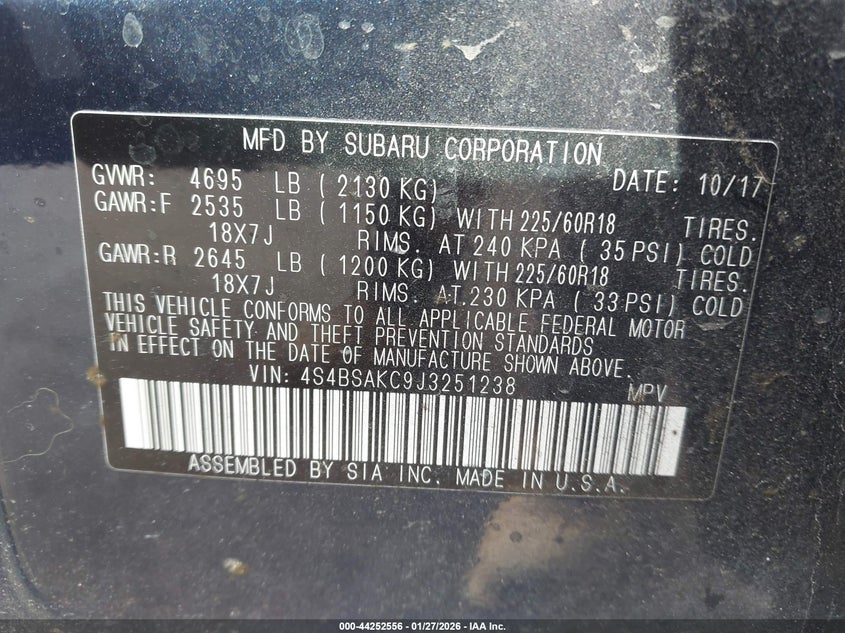 MFD BY SUBARU CORPORATION
GVWR: 4695 LB ( 2130 KG) DATE: 10/17
GAWR:F 2535 LB ( 1150 KG) WITH 225/60R18 TIRES.
18X7J RIMS. AT 240 KPA ( 35 PSI) COLD
GAWR:R 2645 LB ( 1200 KG) WITH 225/60R18 TIRES.
18X7J RIMS. AT 230 KPA ( 33 PSI) COLD
THIS VEHICLE CONFORMS TO ALL APPLICABLE FEDERAL MOTOR
VEHICLE SAFETY AND THEFT PREVENTION STANDARDS
IN EFFECT ON THE DATE OF MANUFACTURE SHOWN ABOVE.
VIN: 4S4BSAKC9J3251238 MPV
ASSEMBLED BY SIA INC. MADE IN U.S.A.
000-44252556 - 01/27/2026 - IAA Inc.